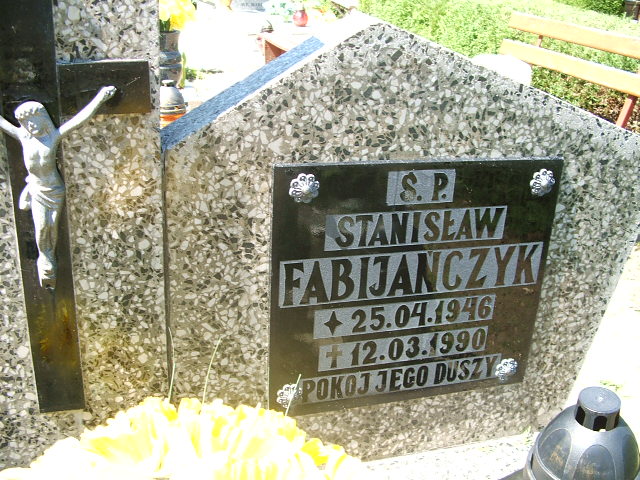 Ś. P.
STANISŁAW
FABIJAŃCZYK
25.04.1946
12.03.1990
POKÓJ JEGO DUSZY